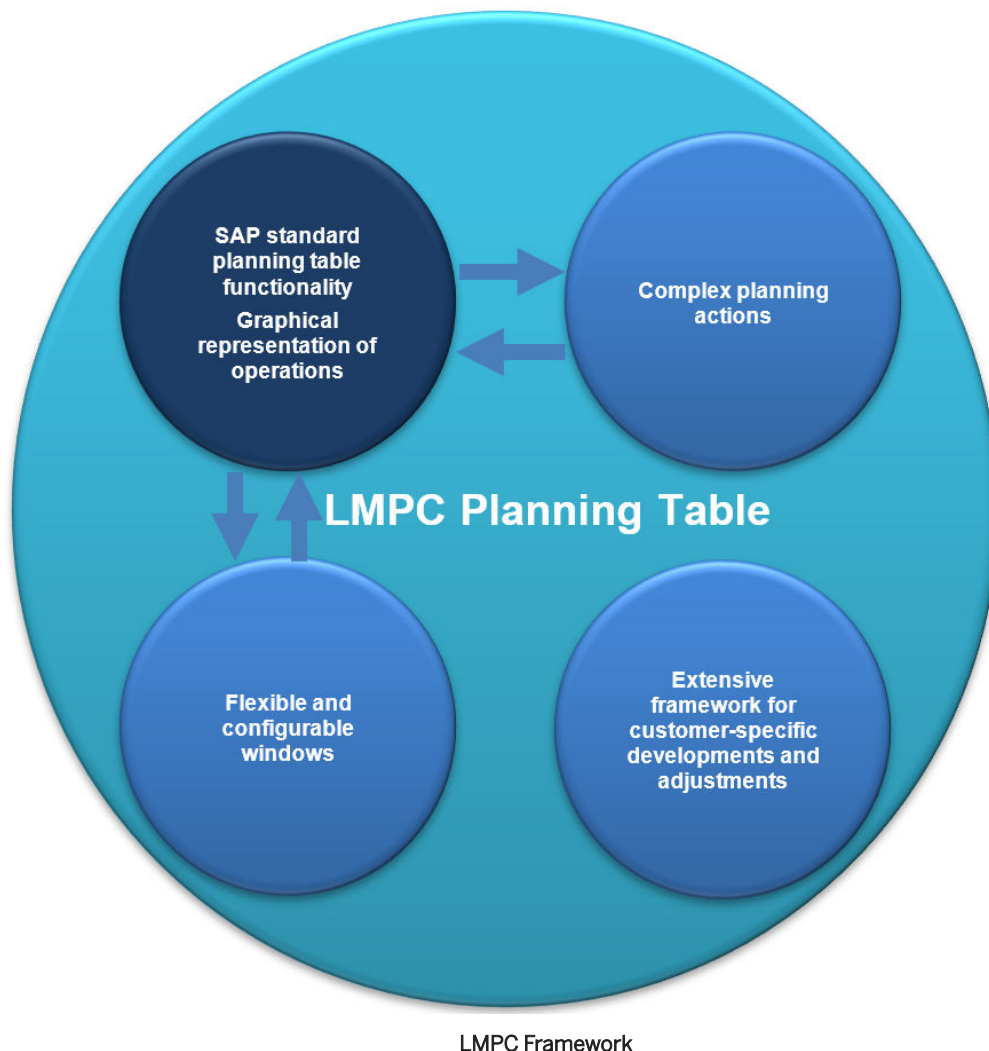 SAP standard
planning table
functionality
Graphical
representation of
operations
Complex planning
actions
LMPC Planning Table
Flexible and
configurable
windows
Extensive
framework for
customer-specific
developments and
adjustments
LMPC Framework